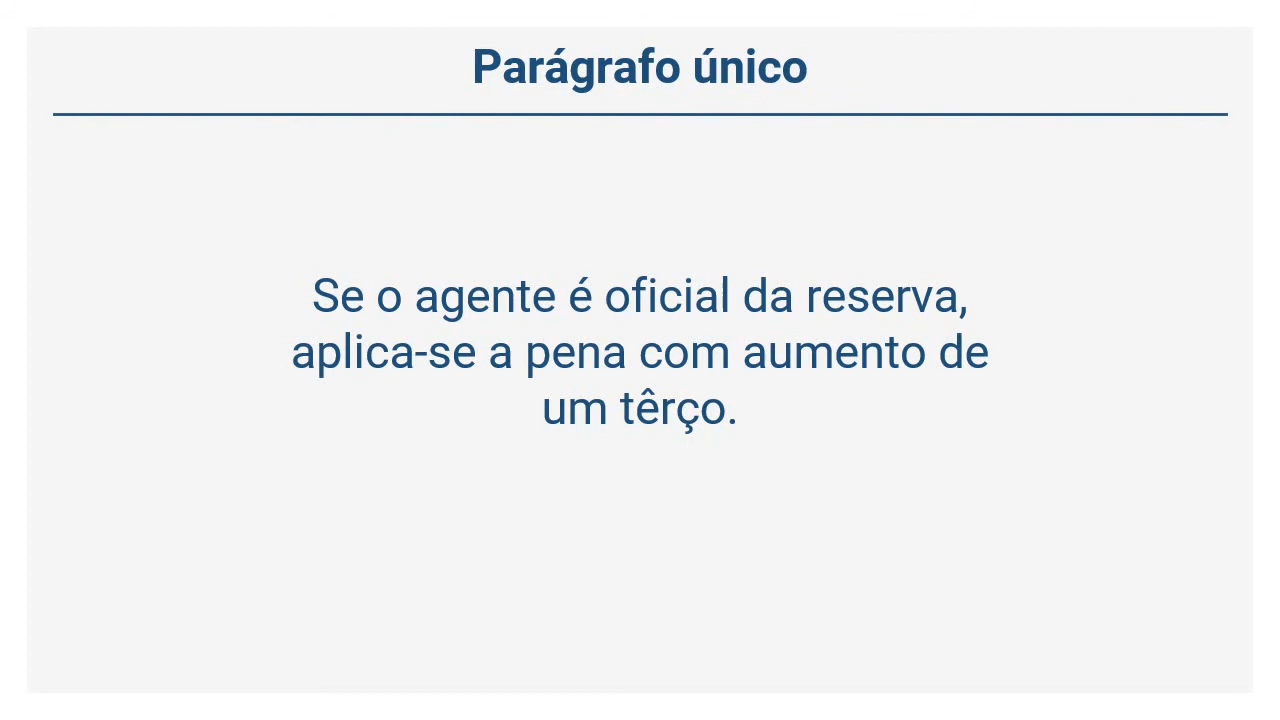 Parágrafo único
Se o agente é oficial da reserva,
aplica-se a pena com aumento de
um têrço.